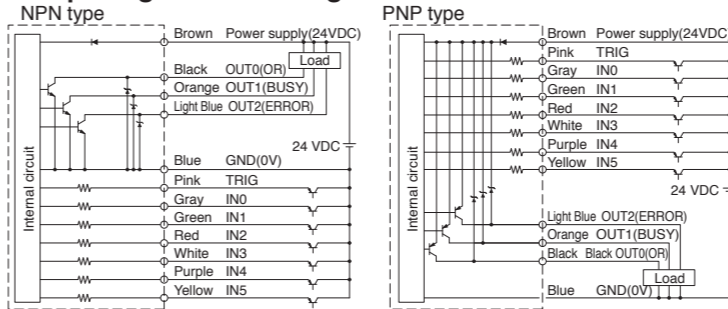 NPN type
Brown Power supply(24VDC)
Load
Black OUT0(OR)
Orange OUT1(BUSY)
Light Blue OUT2(ERROR)
24 VDC
Blue GND(0V)
Pink TRIG
Gray IN0
Green IN1
Red IN2
White IN3
Purple IN4
Yellow IN5
Internal circuit
PNP type
Brown Power supply(24VDC
Pink TRIG
Gray IN0
Green IN1
Red IN2
White IN3
Purple IN4
Yellow IN5
24 VDC
Light Blue OUT2(ERROR)
Orange OUT1(BUSY)
Black Black OUT0(OR)
Load
Blue GND(0V)
Internal circuit